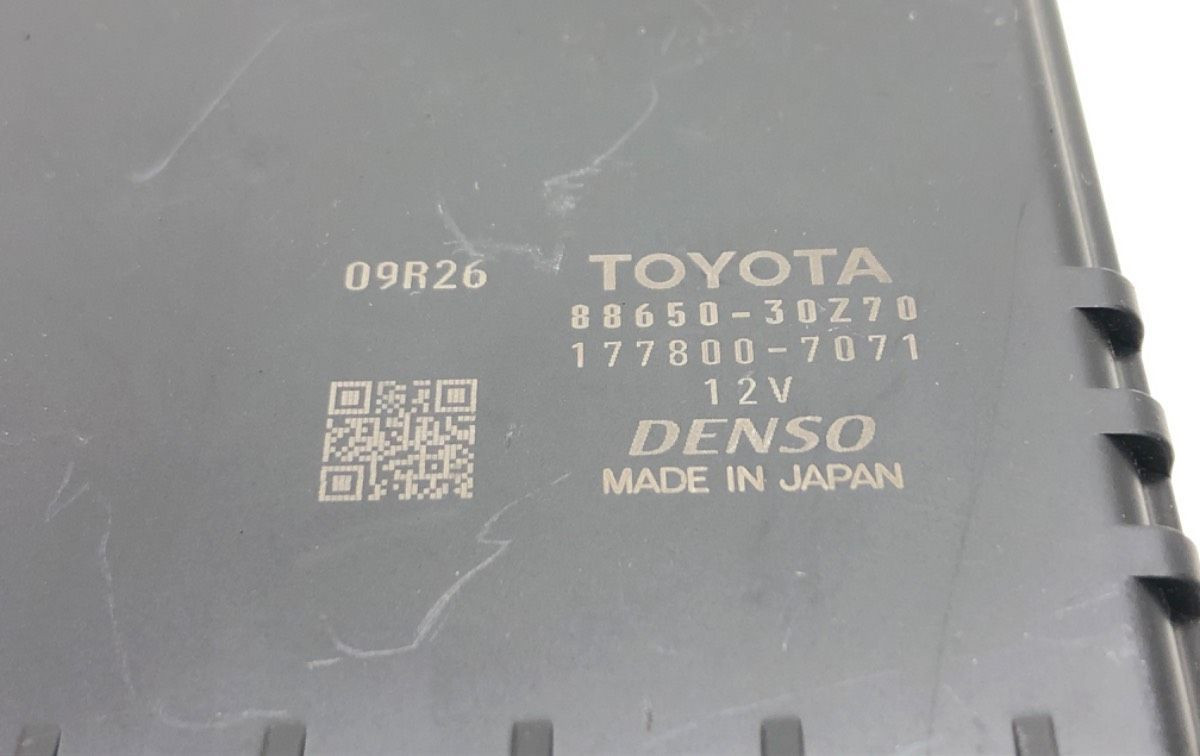 09R26
TOYOTA
88650-30Z70
177800-7071
12V
DENSO
MADE IN JAPAN